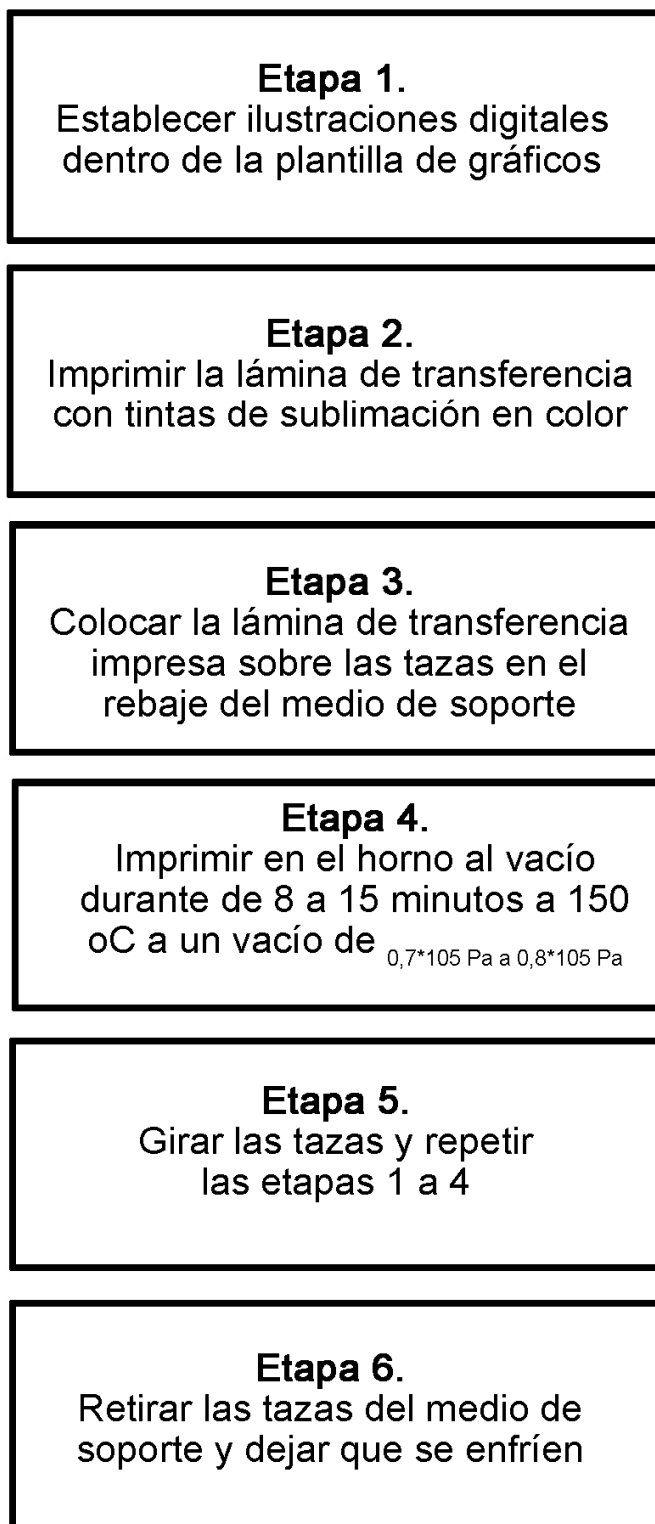 Etapa 1.
Establecer ilustraciones digitales
dentro de la plantilla de gráficos
Etapa 2.
Imprimir la lámina de transferencia
con tintas de sublimación en color
Etapa 3.
Colocar la lámina de transferencia
impresa sobre las tazas en el
rebaje del medio de soporte
Etapa 4.
Imprimir en el horno al vacío
durante de 8 a 15 minutos a 150
oC a un vacío de 0,7*105 Pa a 0,8*105 Pa
Etapa 5.
Girar las tazas y repetir
las etapas 1 a 4
Etapa 6.
Retirar las tazas del medio de
soporte y dejar que se enfríen